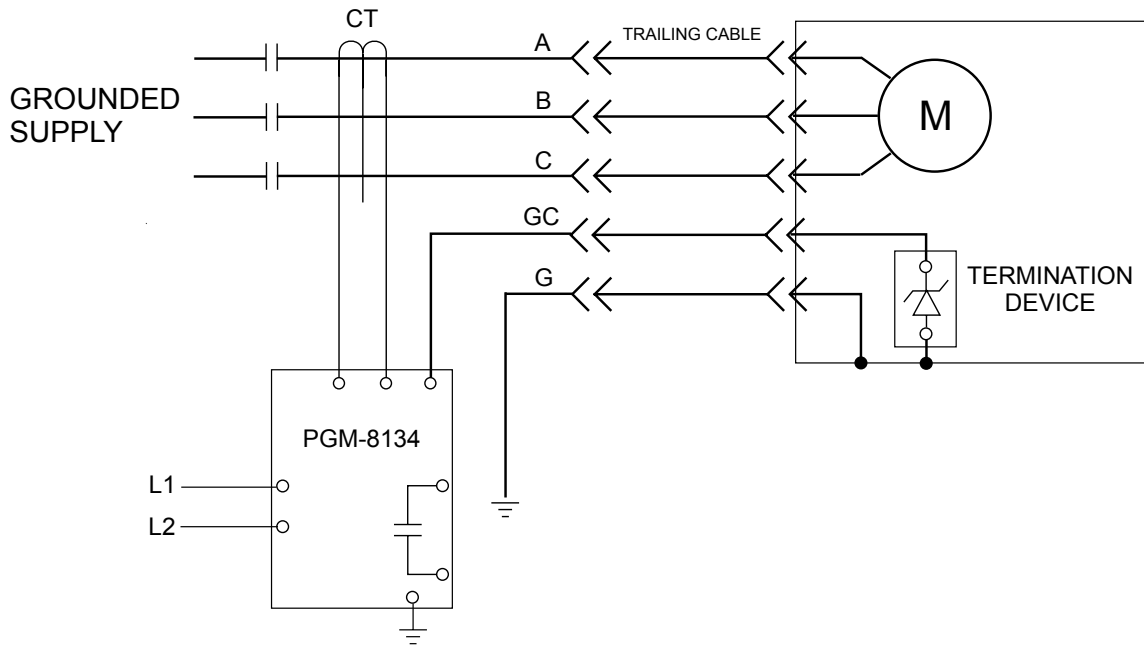 CT
A
TRAILING CABLE
GROUNDED
SUPPLY
B
M
C
GC
G
TERMINATION
DEVICE
PGM-8134
L1
L2